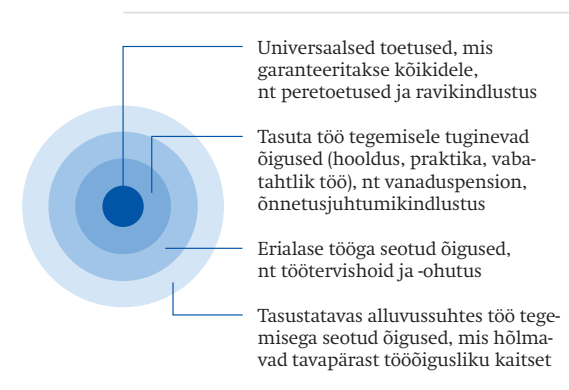 Universaalsed toetused, mis
garanteeritakse kõikidele,
nt peretoetused ja ravikindlustus
Tasuta töö tegemisele tuginevad
õigused (hooldus, praktika, vaba-
tahtlik töö), nt vanaduspension,
õnnetusjuhtumikindlustus
Erialase tööga seotud õigused,
nt töötervishoid ja -ohutus
Tasustatavas alluvussuhtes töö tege-
misega seotud õigused, mis hõlma-
vad tavapärast tööõigusliku kaitset